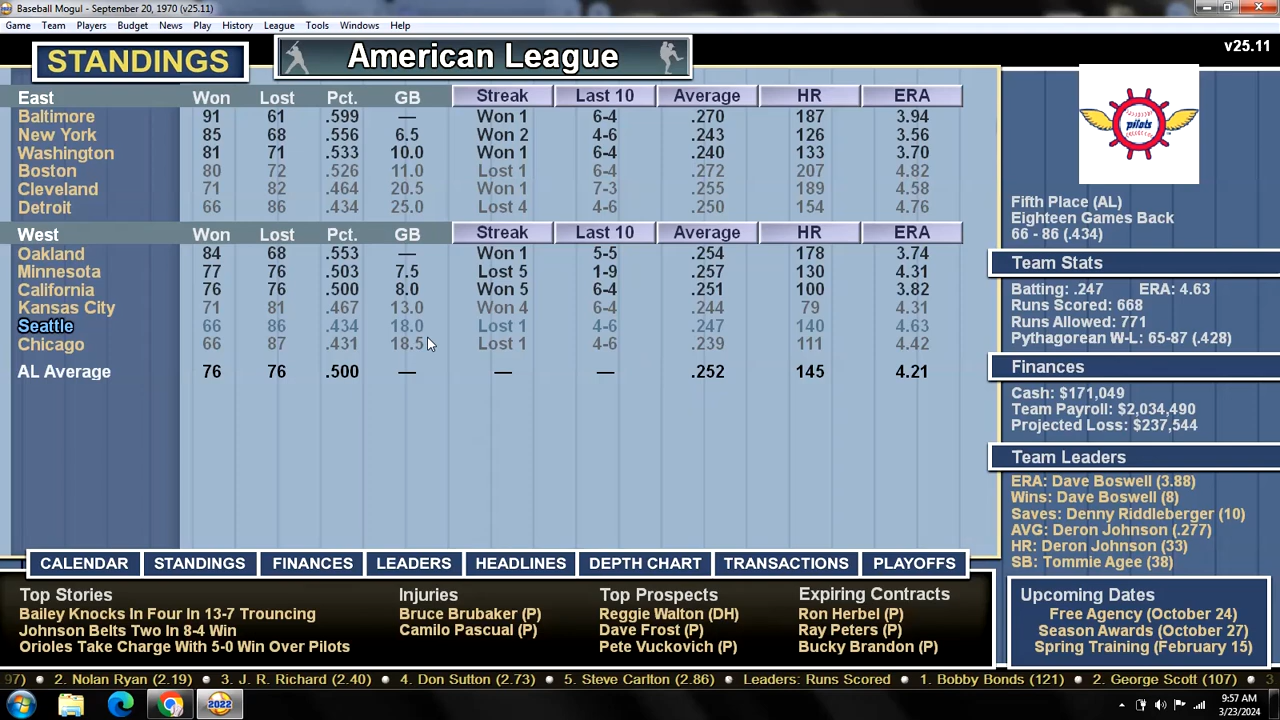 Baseball Mogul - September 20, 1970 (v25.11)
Game Team Players Budget News Play History League Tools Windows Help
STANDINGS American League v25.11
East Won Lost Pct. GB Streak Last 10 Average HR ERA
Baltimore 91 61 .599 — Won 1 6-4 .270 187 3.94
New York 85 68 .556 6.5 Won 2 4-6 .243 126 3.56
Washington 81 71 .533 10.0 Won 1 6-4 .240 133 3.70
Boston 80 72 .526 11.0 Lost 1 6-4 .272 207 4.82
Cleveland 71 82 .464 20.5 Won 1 7-3 .255 189 4.58
Detroit 66 86 .434 25.0 Lost 4 4-6 .250 154 4.76
West Won Lost Pct. GB Streak Last 10 Average HR ERA
Oakland 84 68 .553 — Won 1 5-5 .254 178 3.74
Minnesota 77 76 .503 7.5 Lost 5 1-9 .257 130 4.31
California 76 76 .500 8.0 Won 5 6-4 .251 100 3.82
Kansas City 71 81 .467 13.0 Won 4 6-4 .244 79 4.31
Seattle 66 86 .434 18.0 Lost 1 4-6 .247 140 4.63
Chicago 66 87 .431 18.5 Lost 1 4-6 .239 111 4.42
AL Average 76 76 .500 — — — .252 145 4.21
pilots
Fifth Place (AL)
Eighteen Games Back
66 - 86 (.434)
Team Stats
Batting: .247 ERA: 4.63
Runs Scored: 668
Runs Allowed: 771
Pythagorean W-L: 65-87 (.428)
Finances
Cash: $171,049
Team Payroll: $2,034,490
Projected Loss: $237,544
Team Leaders
ERA: Dave Boswell (3.88)
Wins: Dave Boswell (8)
Saves: Denny Riddleberger (10)
AVG: Deron Johnson (.277)
HR: Deron Johnson (33)
SB: Tommie Agee (38)
CALENDAR STANDINGS FINANCES LEADERS HEADLINES DEPTH CHART TRANSACTIONS PLAYOFFS
Top Stories
Bailey Knocks In Four In 13-7 Trouncing
Johnson Belts Two In 8-4 Win
Orioles Take Charge With 5-0 Win Over Pilots
Injuries
Bruce Brubaker (P)
Camilo Pascual (P)
Top Prospects
Reggie Walton (DH)
Dave Frost (P)
Pete Vuckovich (P)
Expiring Contracts
Ron Herbel (P)
Ray Peters (P)
Bucky Brandon (P)
Upcoming Dates
Free Agency (October 24)
Season Awards (October 27)
Spring Training (February 15)
97) • 2. Nolan Ryan (2.19) • 3. J. R. Richard (2.40) • 4. Don Sutton (2.73) • 5. Steve Carlton (2.86) • Leaders: Runs Scored • 1. Bobby Bonds (121) • 2. George Scott (107) • 3
2022
9:57 AM
3/23/2024